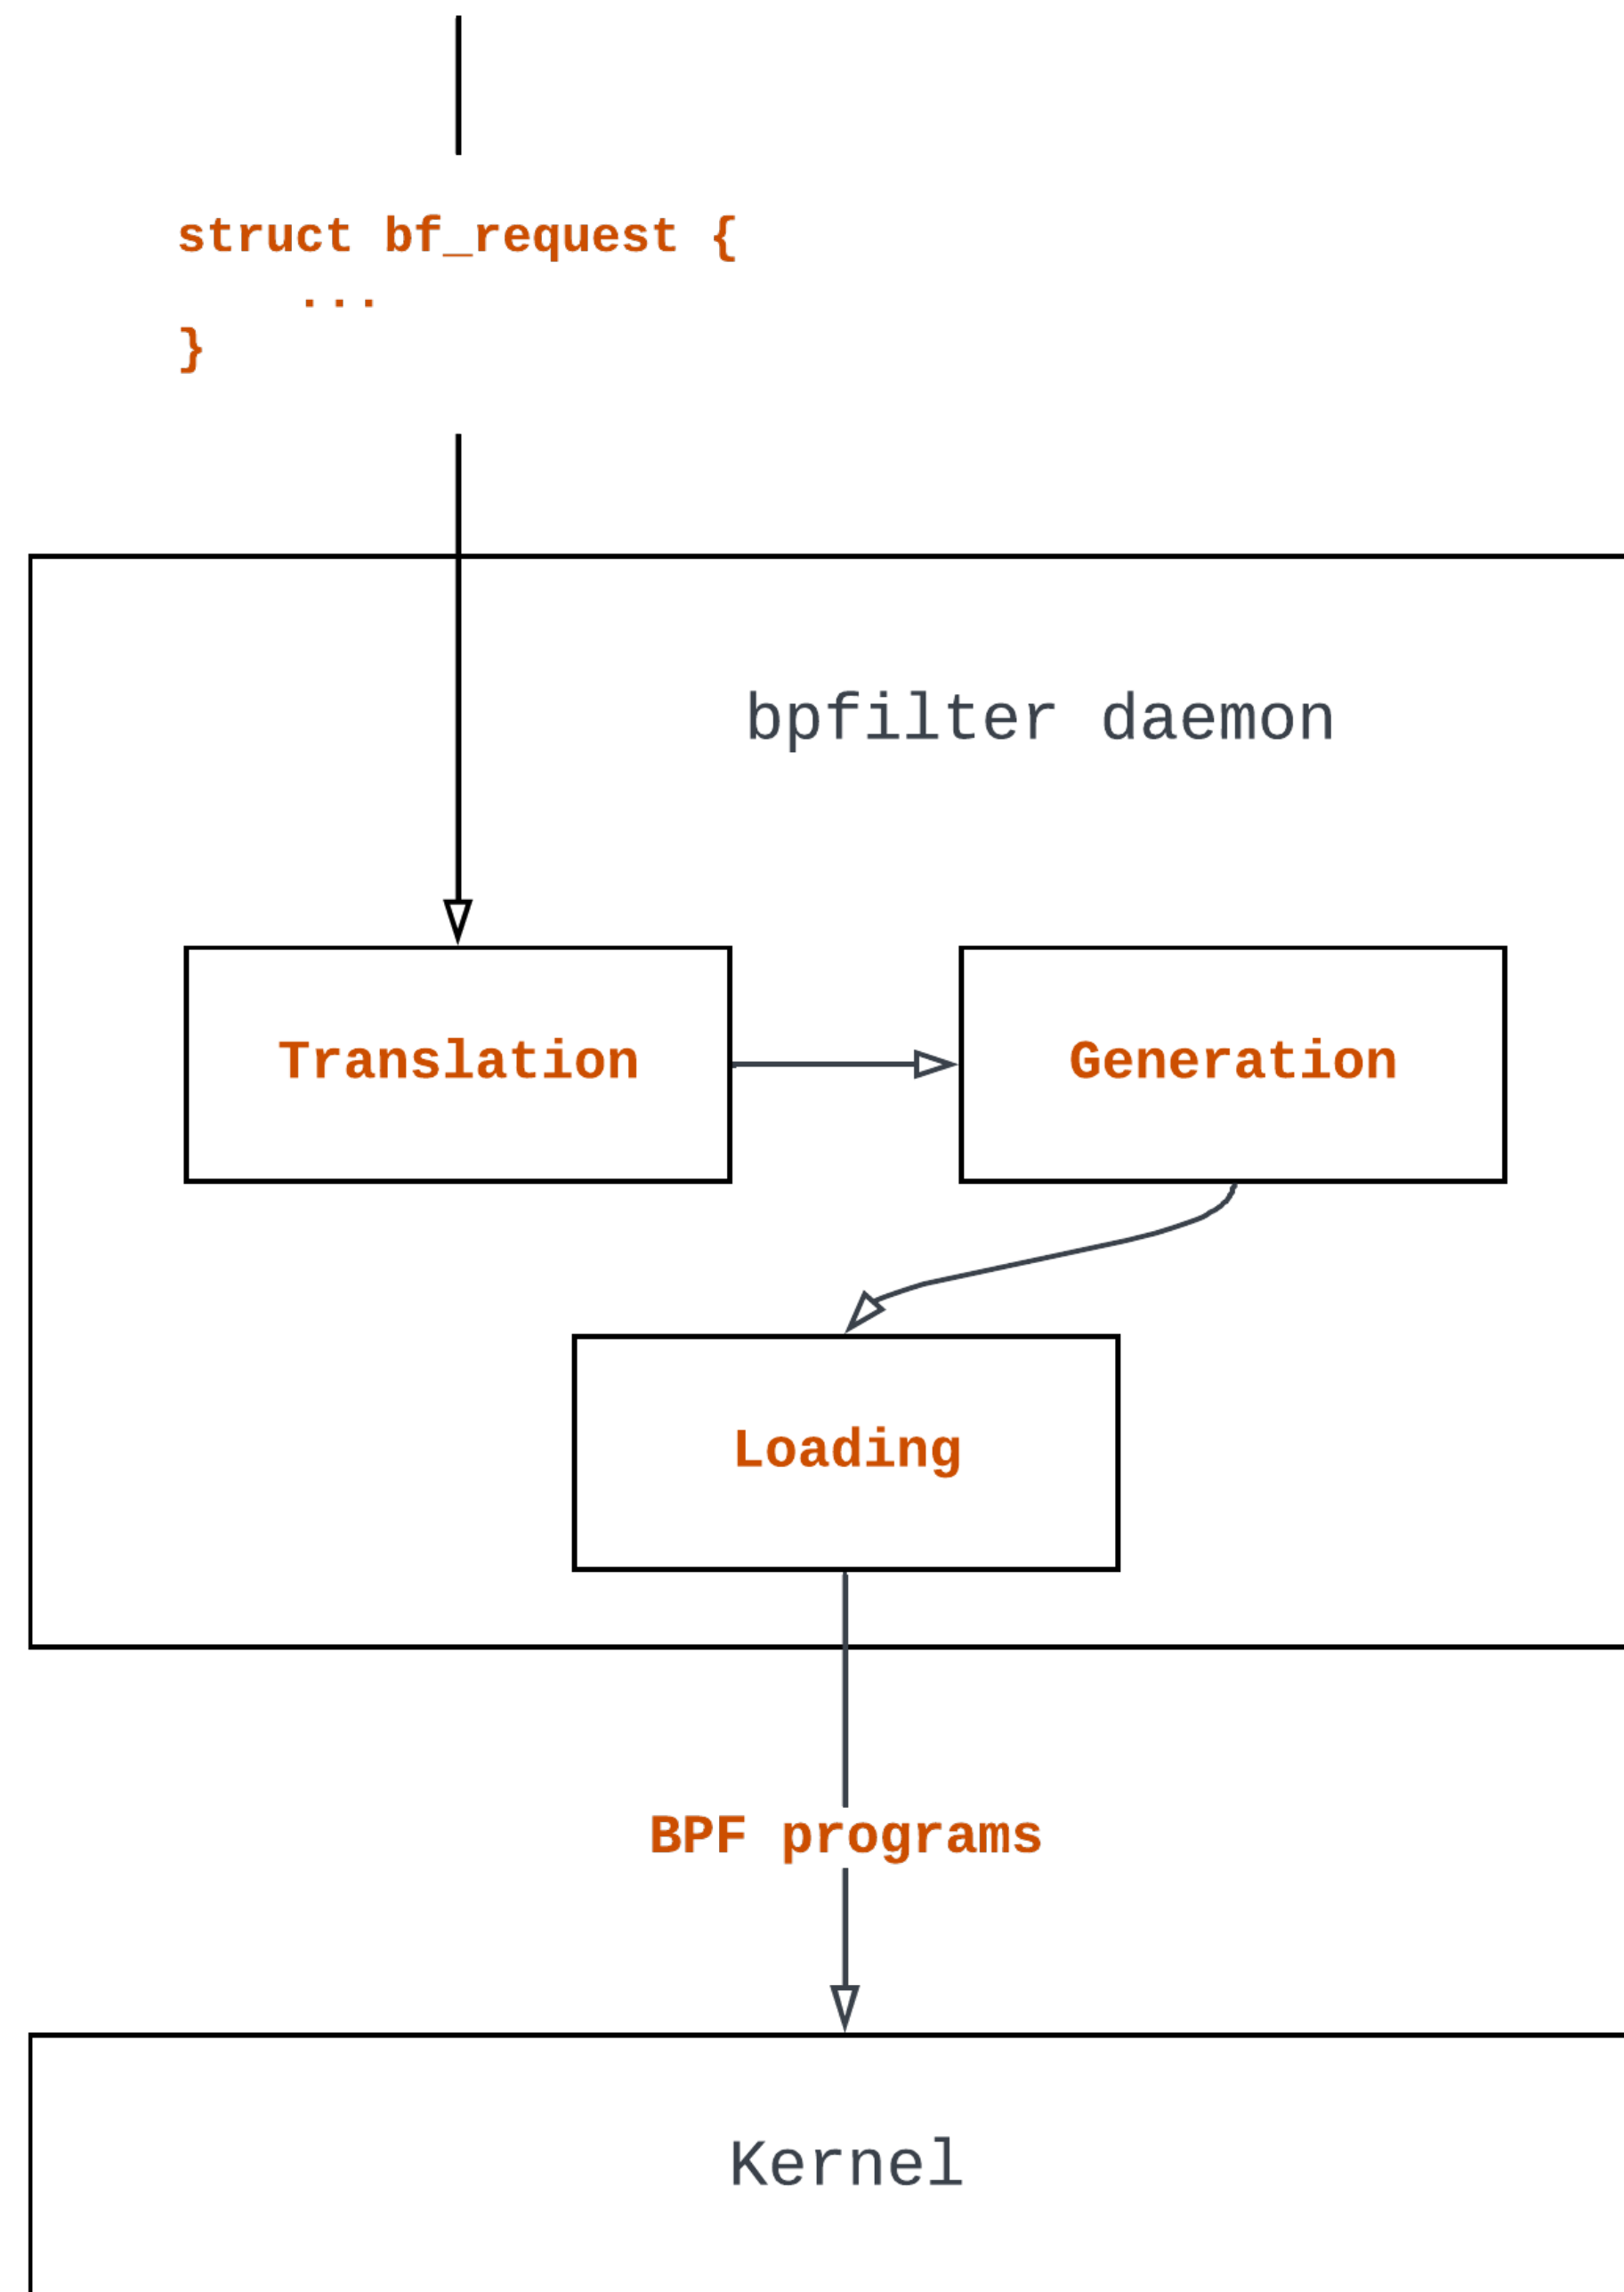 struct bf_request {
    ...
}
bpfilter daemon
Translation
Generation
Loading
BPF programs
Kernel